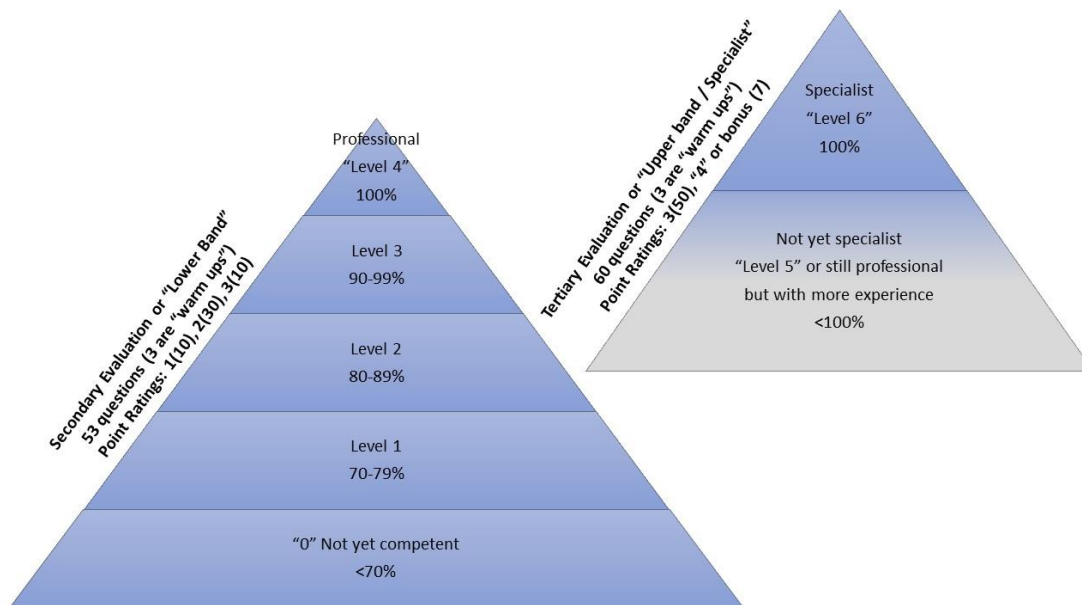 Secondary Evaluation or “Lower Band”
53 questions (3 are “warm ups”)
Point Ratings: 1(10), 2(30), 3(10)
Professional
“Level 4”
100%
Level 3
90-99%
Level 2
80-89%
Level 1
70-79%
“0” Not yet competent
<70%
Tertiary Evaluation or “Upper band / Specialist”
60 questions (3 are “warm ups”)
Point Ratings: 3(50), “4” or bonus (7)
Specialist
“Level 6”
100%
Not yet specialist
“Level 5” or still professional
but with more experience
<100%